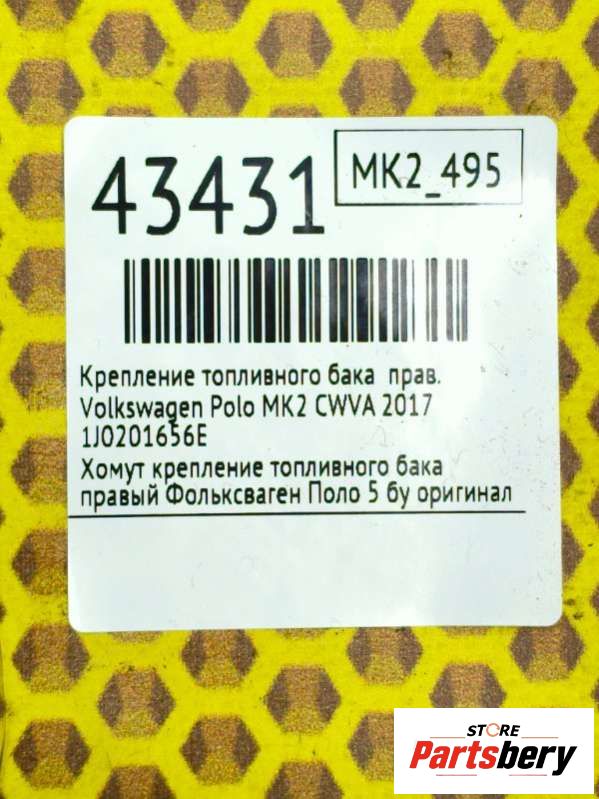 43431
MK2_495
Крепление топливного бака прав.
Volkswagen Polo MK2 CWVA 2017
1J0201656E
Хомут крепление топливного бака
правый Фольксваген Поло 5 бу оригинал
STORE
Partsbery